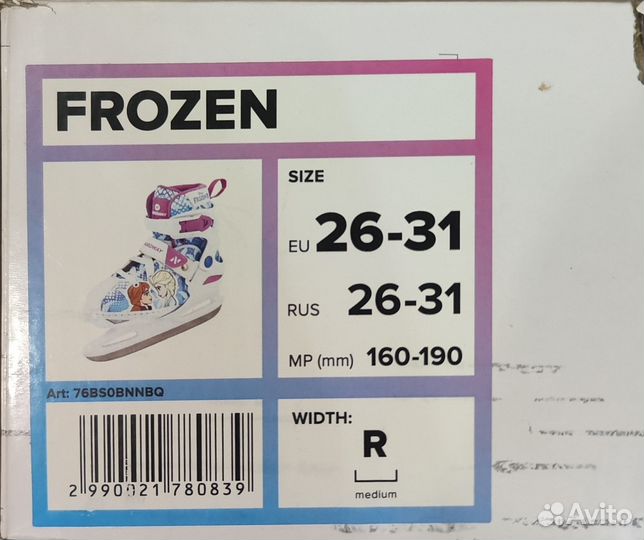 FROZEN
SIZE
EU 26-31
RUS 26-31
MP (mm) 160-190
Art: 76BS0BNNBQ
2 990021 780839
WIDTH:
R
medium
Avito